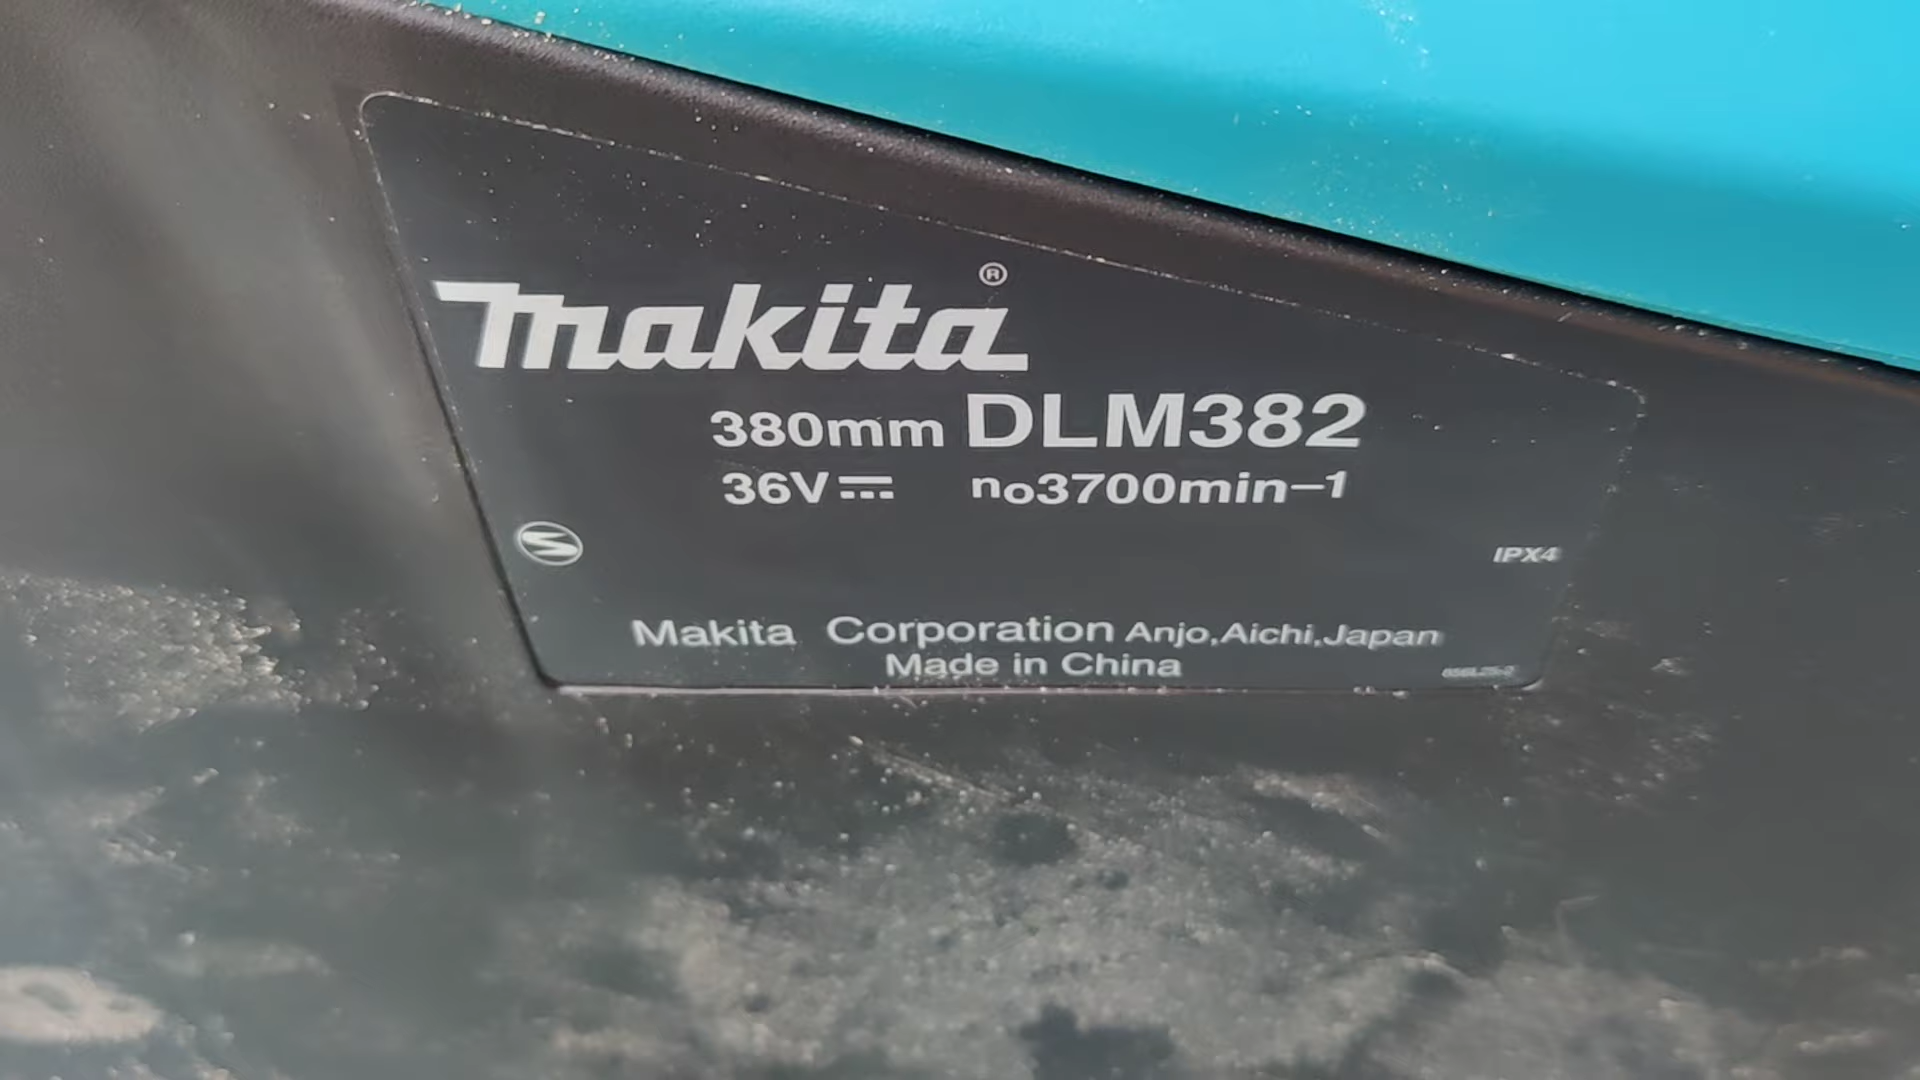 makita®
380mm DLM382
36V⎓ no3700min–1
IPX4
Makita Corporation Anjo,Aichi,Japan
Made in China